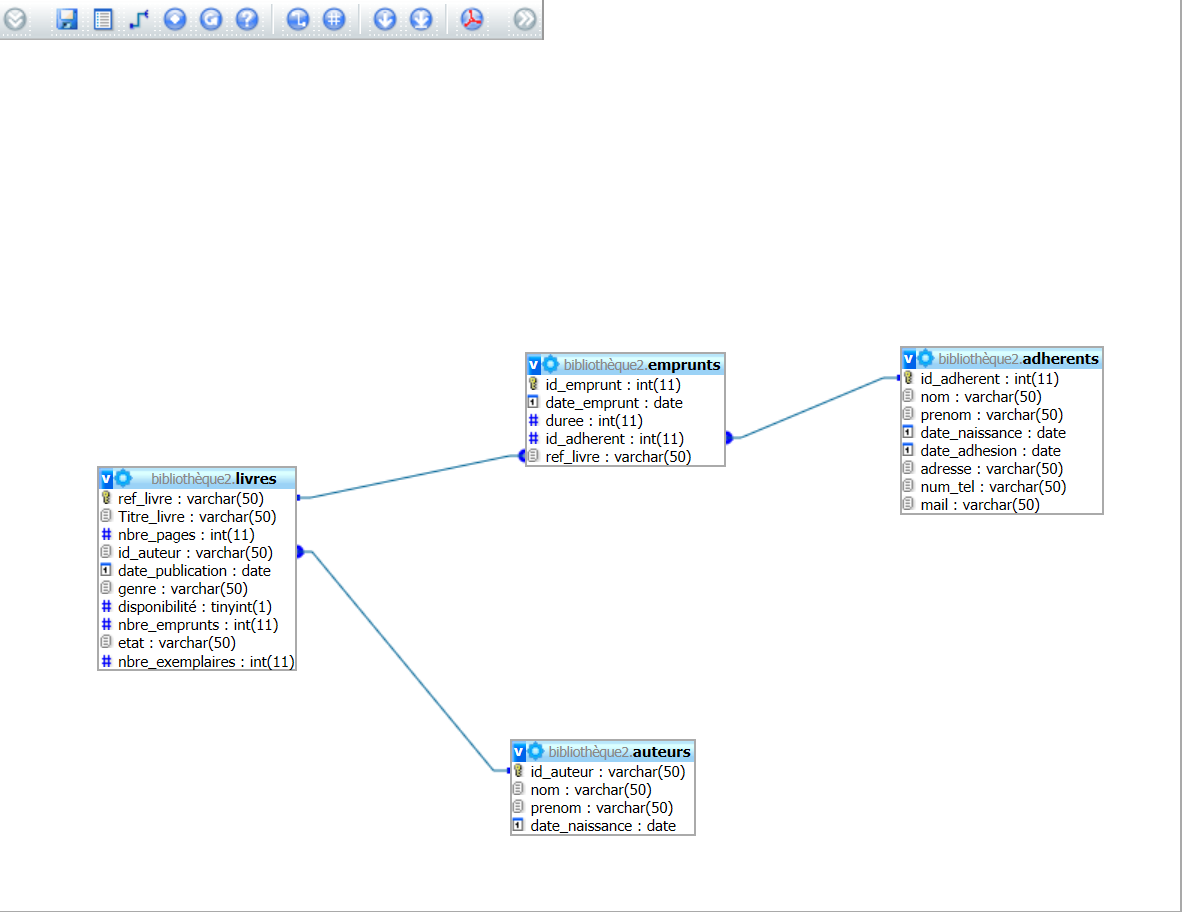 bibliothèque2.emprunts
id_emprunt : int(11)
date_emprunt : date
duree : int(11)
id_adherent : int(11)
ref_livre : varchar(50)
bibliothèque2.adherents
id_adherent : int(11)
nom : varchar(50)
prenom : varchar(50)
date_naissance : date
date_adhesion : date
adresse : varchar(50)
num_tel : varchar(50)
mail : varchar(50)
bibliothèque2.livres
ref_livre : varchar(50)
Titre_livre : varchar(50)
nbre_pages : int(11)
id_auteur : varchar(50)
date_publication : date
genre : varchar(50)
disponibilité : tinyint(1)
nbre_emprunts : int(11)
etat : varchar(50)
nbre_exemplaires : int(11)
bibliothèque2.auteurs
id_auteur : varchar(50)
nom : varchar(50)
prenom : varchar(50)
date_naissance : date